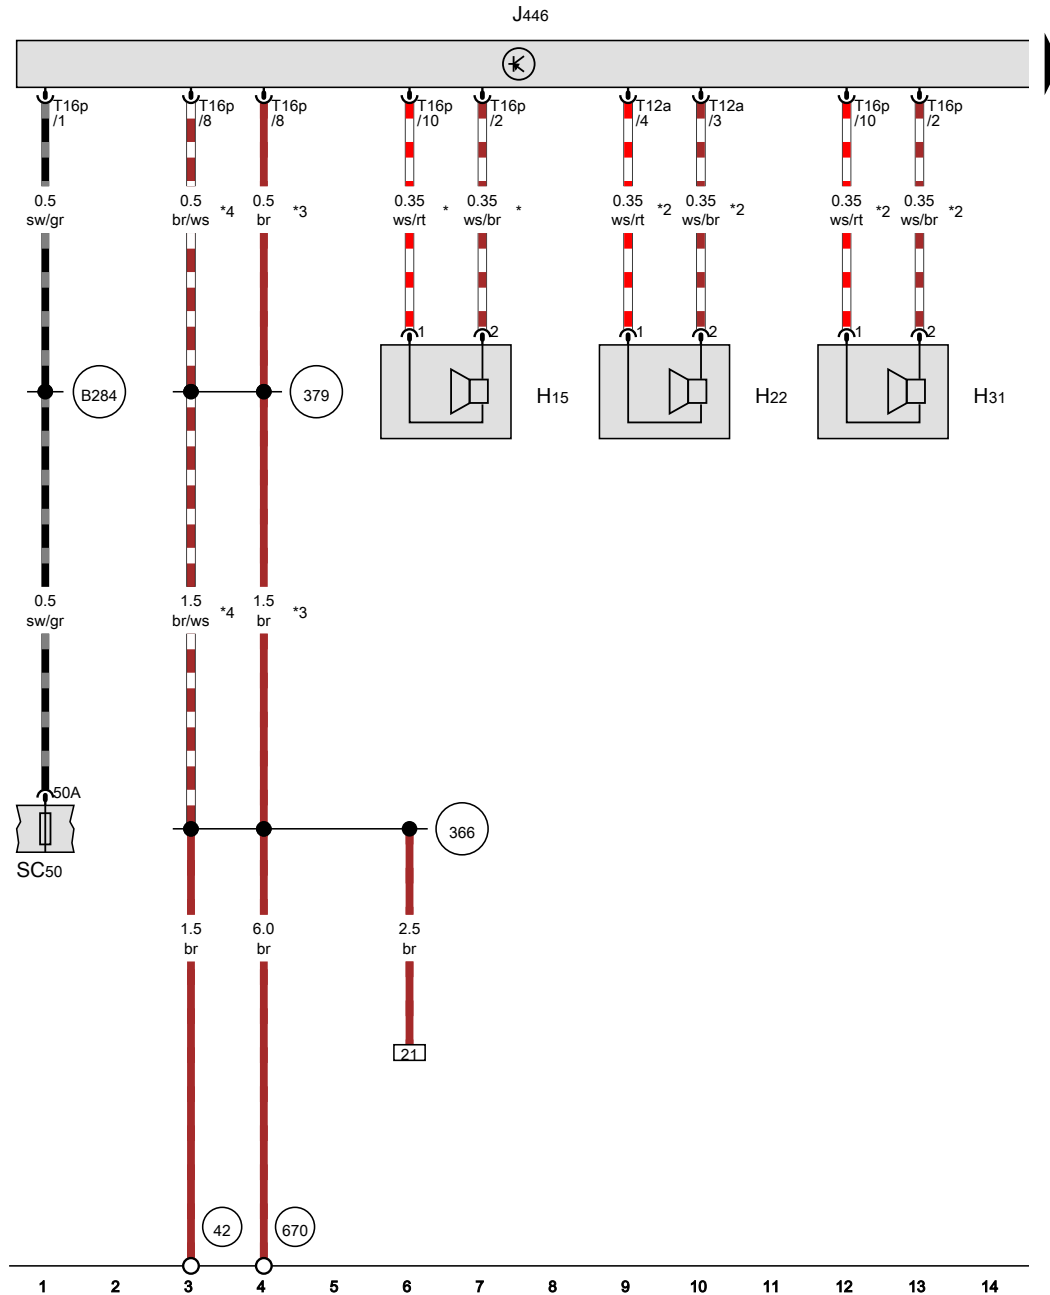 J446
T16p T16p T16p T16p T16p T12a T12a T16p T16p
/1 /8 /8 /10 /2 /4 /3 /10 /2
0.5 0.5 0.5 0.35 0.35 0.35 0.35 0.35 0.35
sw/gr br/ws *4 br *3 ws/rt * ws/br * ws/rt *2 ws/br *2 ws/rt *2 ws/br *2
1 2 1 2 1 2
B284 379 H15 H22 H31
0.5 1.5 1.5
sw/gr br/ws *4 br *3
50A
366
SC50
1.5 6.0 2.5
br br br
21
42 670
1 2 3 4 5 6 7 8 9 10 11 12 13 14